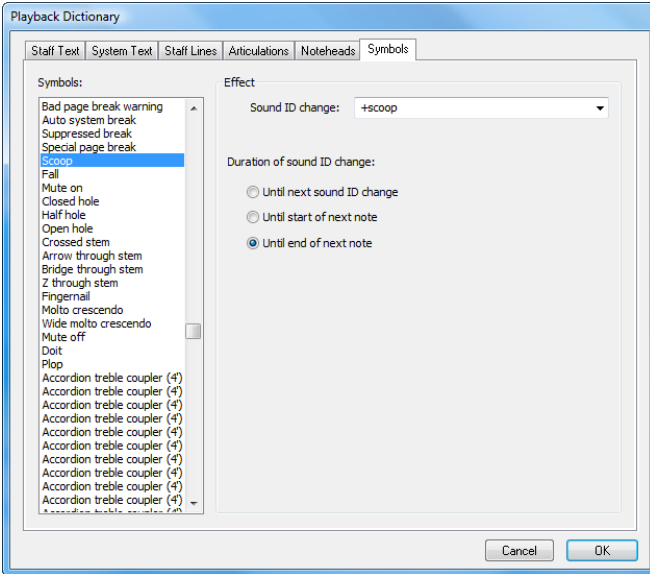 Playback Dictionary
Staff Text System Text Staff Lines Articulations Noteheads Symbols
Symbols:
Bad page break warning
Auto system break
Suppressed break
Special page break
Scoop
Fall
Mute on
Closed hole
Half hole
Open hole
Crossed stem
Arrow through stem
Bridge through stem
Z through stem
Fingernail
Molto crescendo
Wide molto crescendo
Mute off
Doit
Plop
Accordion treble coupler (4')
Accordion treble coupler (4')
Accordion treble coupler (4')
Accordion treble coupler (4')
Accordion treble coupler (4')
Accordion treble coupler (4')
Accordion treble coupler (4')
Accordion treble coupler (4')
Accordion treble coupler (4')
Accordion treble coupler (4')
Accordion treble coupler (4')
Effect
Sound ID change: +scoop
Duration of sound ID change:
Until next sound ID change
Until start of next note
Until end of next note
Cancel OK